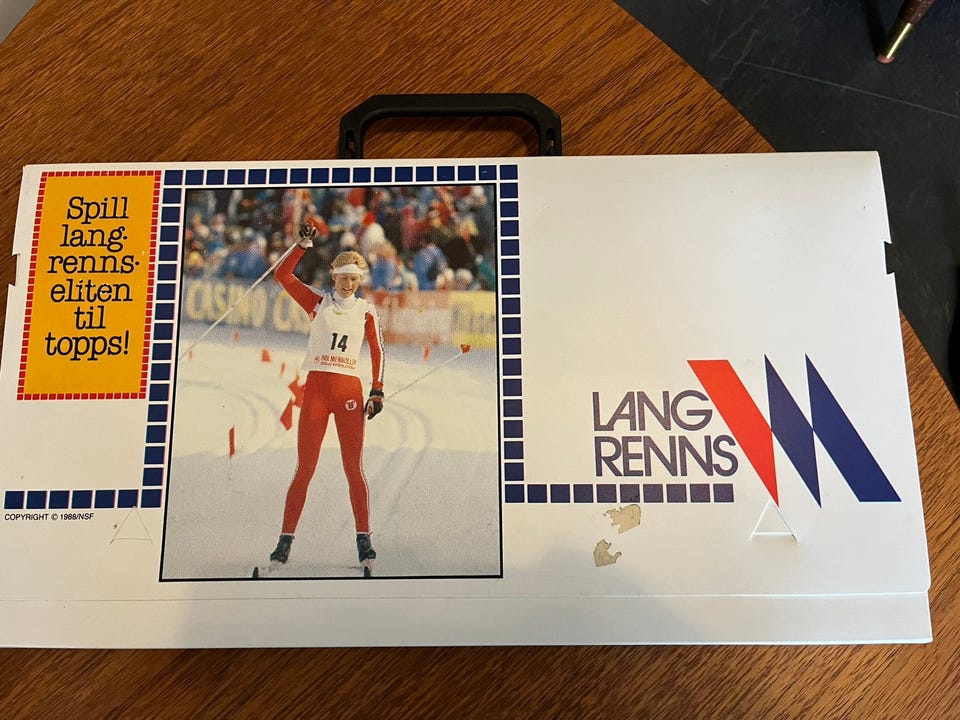 Spill
lang-
renns-
eliten
til
topps!
CASINO
14
LANG
RENNS
COPYRIGHT © 1988/NSF